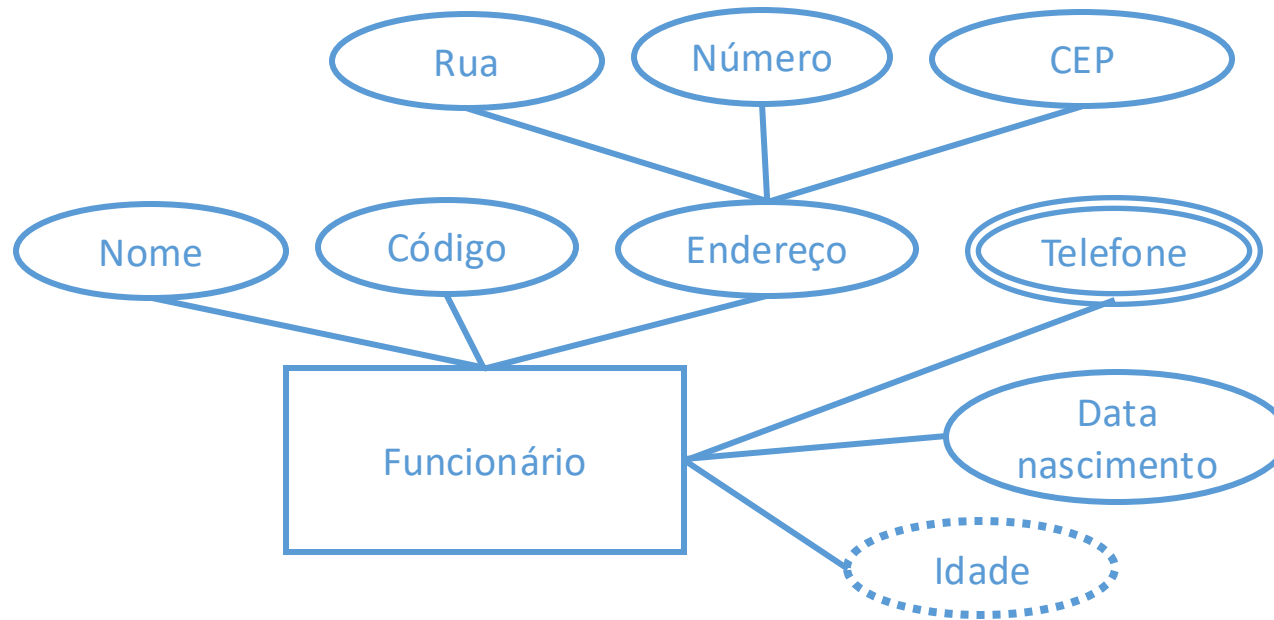 Rua
Número
CEP
Nome
Código
Endereço
Telefone
Funcionário
Data
nascimento
Idade